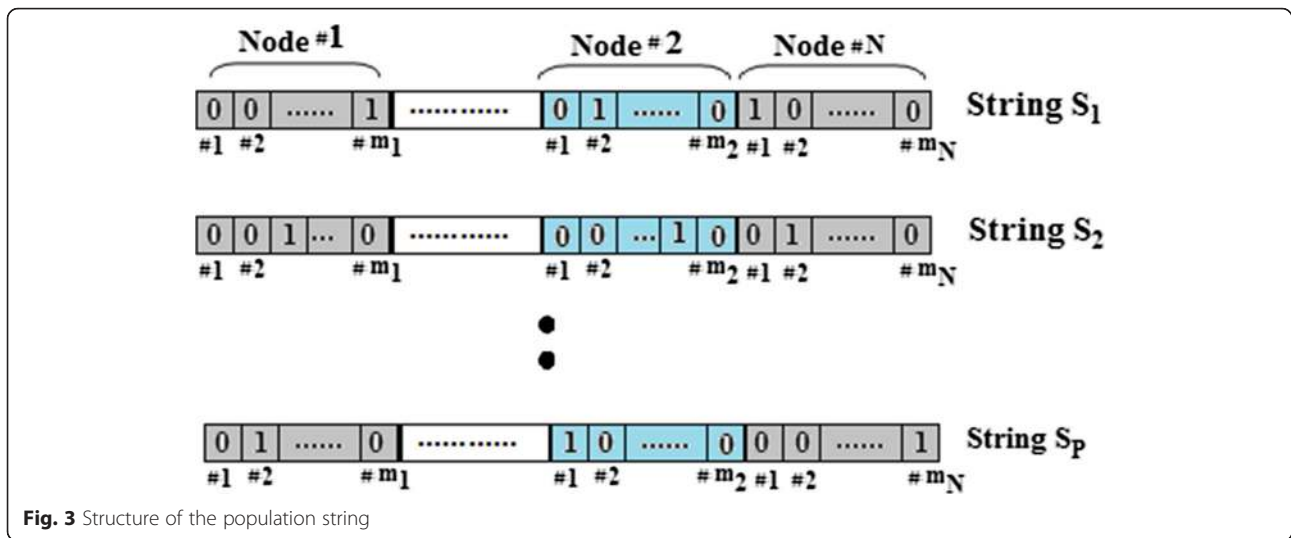 Node #1 Node #2 Node #N
0 0 ...... 1 ............ 0 1 ...... 0 1 0 ...... 0 String S1
#1 #2 #m1 #1 #2 #m2 #1 #2 #mN
0 0 1 ... 0 ............ 0 0 ... 1 0 0 1 ...... 0 String S2
#1 #2 #m1 #1 #2 #m2 #1 #2 #mN
0 1 ...... 0 ............ 1 0 ...... 0 0 0 ...... 1 String SP
#1 #2 #m1 #1 #2 #m2 #1 #2 #mN
Fig. 3 Structure of the population string